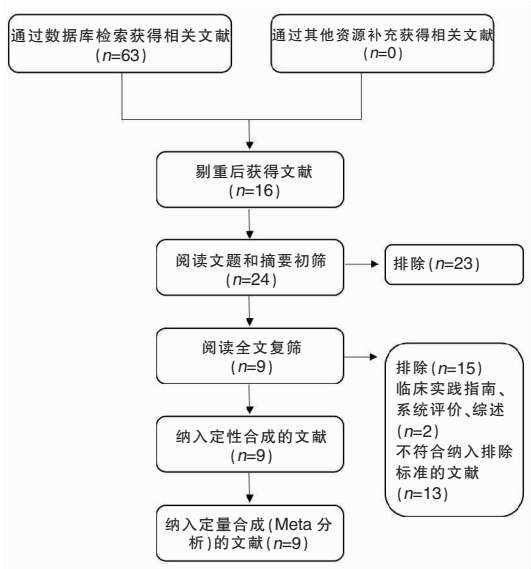 通过数据库检索获得相关文献
(n=63)
通过其他资源补充获得相关文献
(n=0)
剔重后获得文献
(n=16)
阅读文题和摘要初筛
(n=24)
排除(n=23)
阅读全文复筛
(n=9)
排除(n=15)
临床实践指南、
系统评价、综述
(n=2)
不符合纳入排除
标准的文献
(n=13)
纳入定性合成的文献
(n=9)
纳入定量合成(Meta 分
析)的文献(n=9)